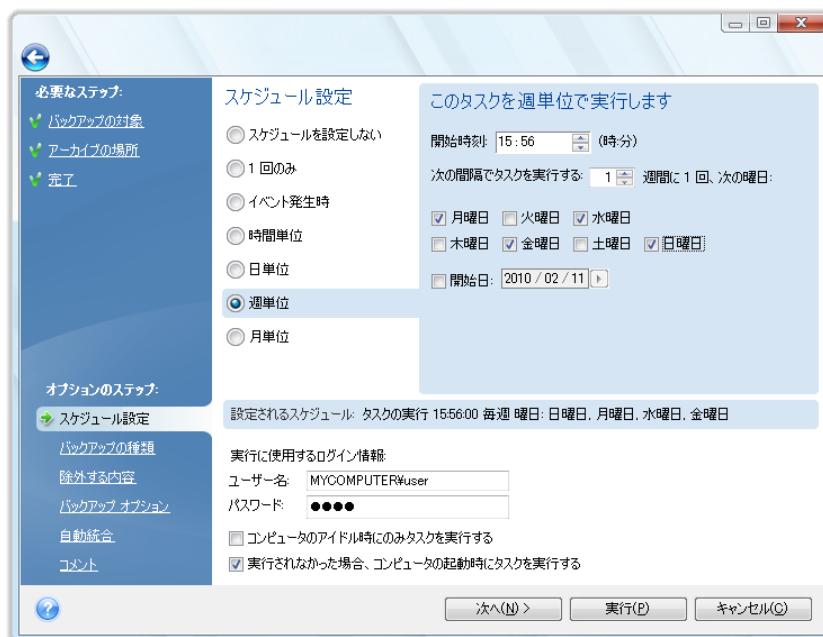 必要なステップ:
バックアップの対象
アーカイブの場所
完了
オプションのステップ:
スケジュール設定
バックアップの種類
除外する内容
バックアップ オプション
自動統合
コメント
スケジュール設定
スケジュールを設定しない
1 回のみ
イベント発生時
時間単位
日単位
週単位
月単位
このタスクを週単位で実行します
開始時刻: 15:56 (時:分)
次の間隔でタスクを実行する: 1 週間に 1 回、次の曜日:
月曜日 火曜日 水曜日
木曜日 金曜日 土曜日 日曜日
開始日: 2010 / 02 / 11
設定されるスケジュール: タスクの実行 15:56:00 毎週 曜日: 日曜日, 月曜日, 水曜日, 金曜日
実行に使用するログイン情報:
ユーザー名: MYCOMPUTER¥user
パスワード: ●●●●
コンピュータのアイドル時にのみタスクを実行する
実行されなかった場合、コンピュータの起動時にタスクを実行する
次へ(N) > 実行(P) キャンセル(C)